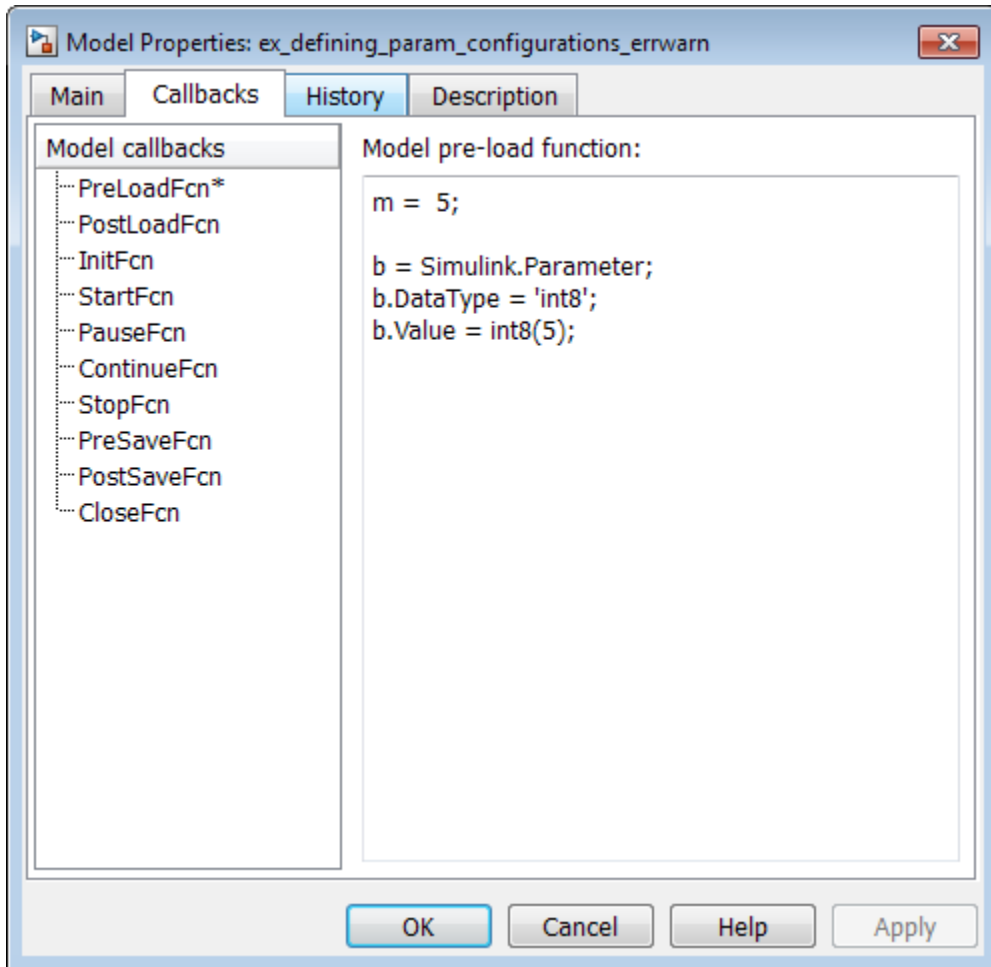 Model Properties: ex_defining_param_configurations_errwarn
Main Callbacks History Description
Model callbacks
PreLoadFcn*
PostLoadFcn
InitFcn
StartFcn
PauseFcn
ContinueFcn
StopFcn
PreSaveFcn
PostSaveFcn
CloseFcn
Model pre-load function:
m =  5;
b = Simulink.Parameter;
b.DataType = 'int8';
b.Value = int8(5);
OK Cancel Help Apply